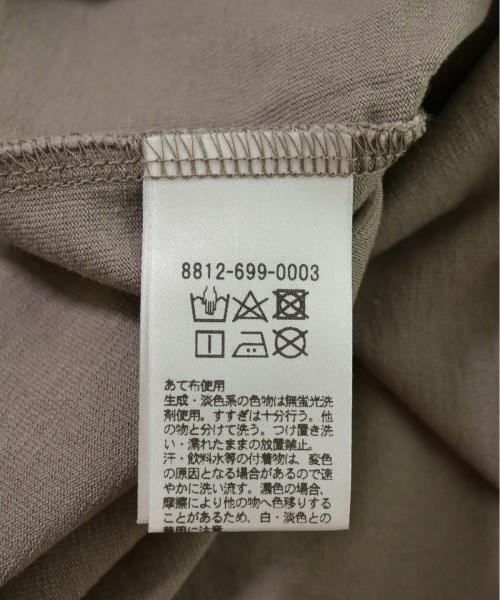 8812-699-0003
あて布使用
生成・淡色系の色物は無蛍光洗
剤使用。すすぎは十分行う。他
の物と分けて洗う。つけ置き洗
い・濡れたままの放置禁止。
汗・飲料水等の付着物は、変色
の原因となる場合があるので速
やかに洗い流す。濃色の場合、
摩擦により他の物へ色移りする
ことがあるため、白・淡色との
着用に注意